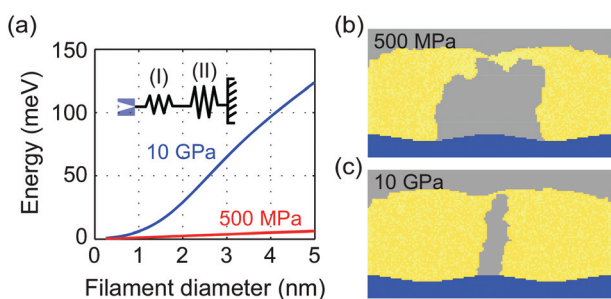 (a)
150
100
50
0
Energy (meV)
(I) (II)
10 GPa
500 MPa
0 1 2 3 4 5
Filament diameter (nm)
(b)
500 MPa
(c)
10 GPa